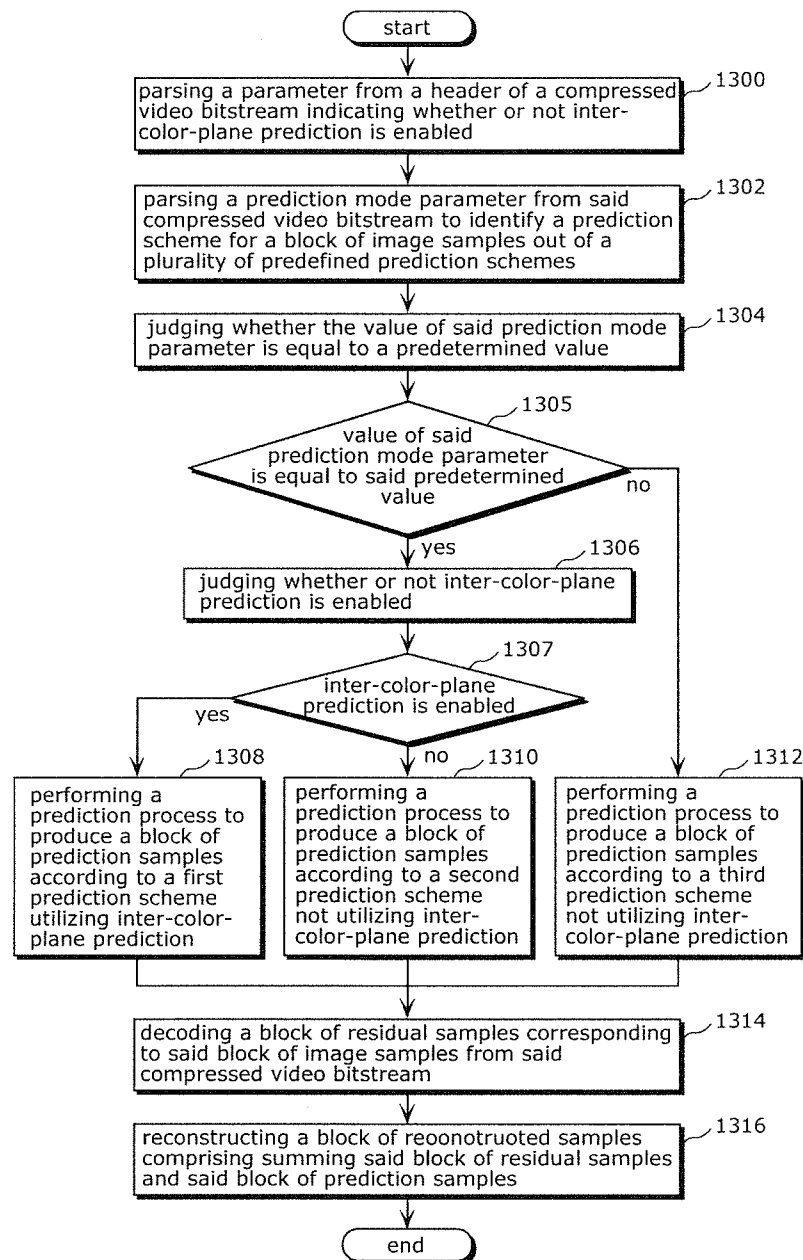 start
1300
parsing a parameter from a header of a compressed
video bitstream indicating whether or not inter-
color-plane prediction is enabled
1302
parsing a prediction mode parameter from said
compressed video bitstream to identify a prediction
scheme for a block of image samples out of a
plurality of predefined prediction schemes
1304
judging whether the value of said prediction mode
parameter is equal to a predetermined value
1305
value of said
prediction mode parameter
is equal to said predetermined
value
no
yes
1306
judging whether or not inter-color-plane
prediction is enabled
1307
inter-color-plane
prediction is enabled
yes
no
1308
performing a
prediction process to
produce a block of
prediction samples
according to a first
prediction scheme
utilizing inter-color-
plane prediction
1310
performing a
prediction process to
produce a block of
prediction samples
according to a second
prediction scheme
not utilizing inter-
color-plane prediction
1312
performing a
prediction process to
produce a block of
prediction samples
according to a third
prediction scheme
not utilizing inter-
color-plane prediction
1314
decoding a block of residual samples corresponding
to said block of image samples from said
compressed video bitstream
1316
reconstructing a block of reoonotruoted samples
comprising summing said block of residual samples
and said block of prediction samples
end